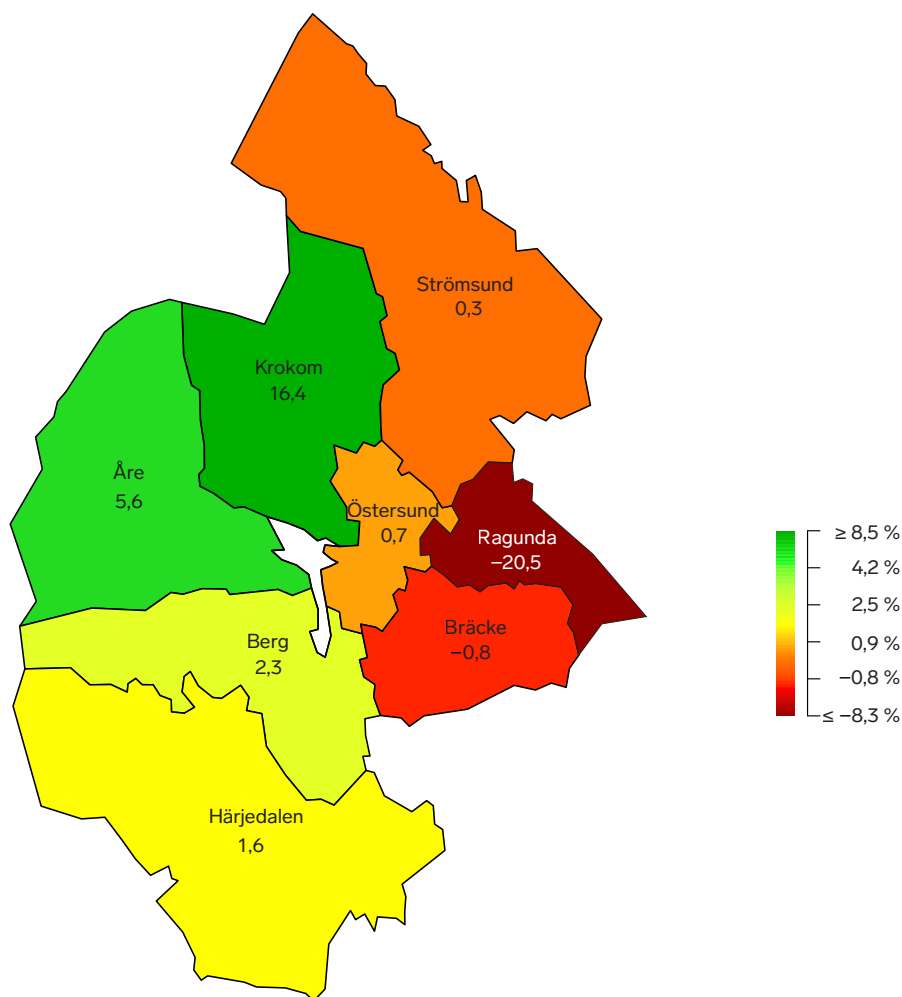 Strömsund
0,3
Krokom
16,4
Åre
5,6
Östersund
0,7
Ragunda
−20,5
Bräcke
−0,8
Berg
2,3
Härjedalen
1,6
≥ 8,5 %
4,2 %
2,5 %
0,9 %
−0,8 %
≤ −8,3 %